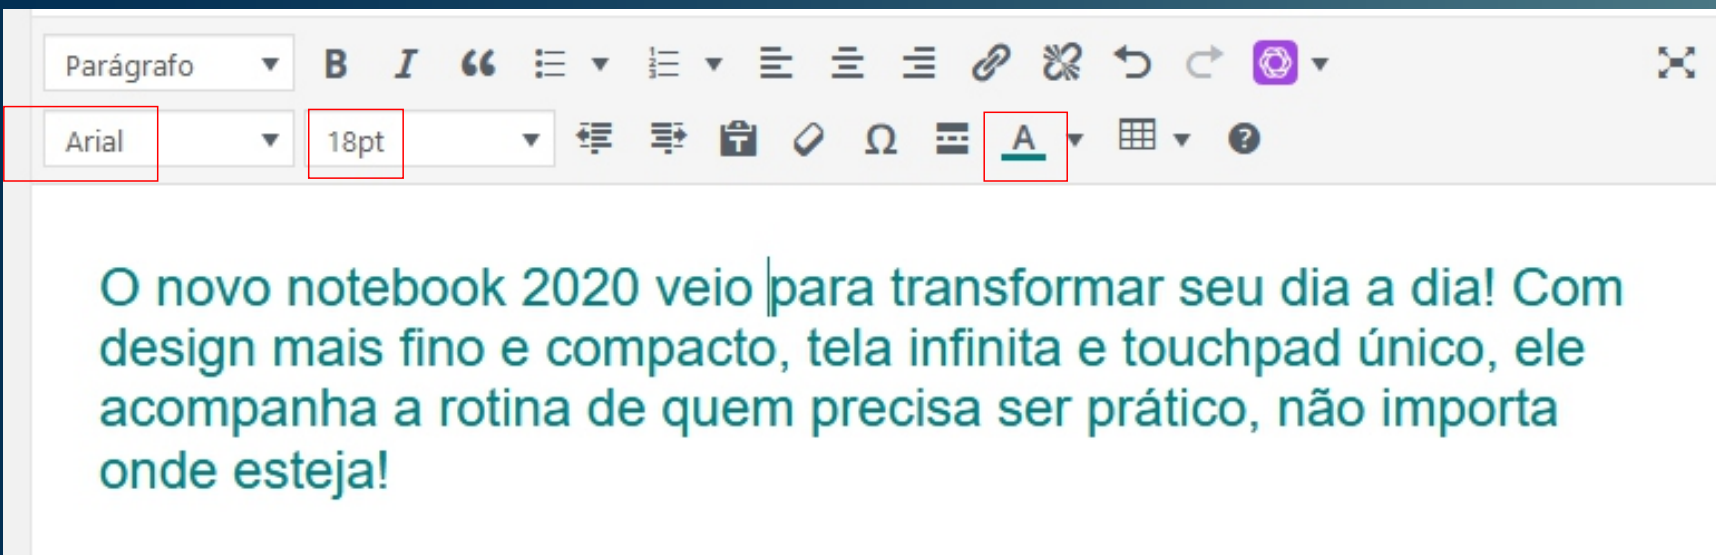 Parágrafo B I
Arial 18pt Ω A ?
O novo notebook 2020 veio para transformar seu dia a dia! Com
design mais fino e compacto, tela infinita e touchpad único, ele
acompanha a rotina de quem precisa ser prático, não importa
onde esteja!